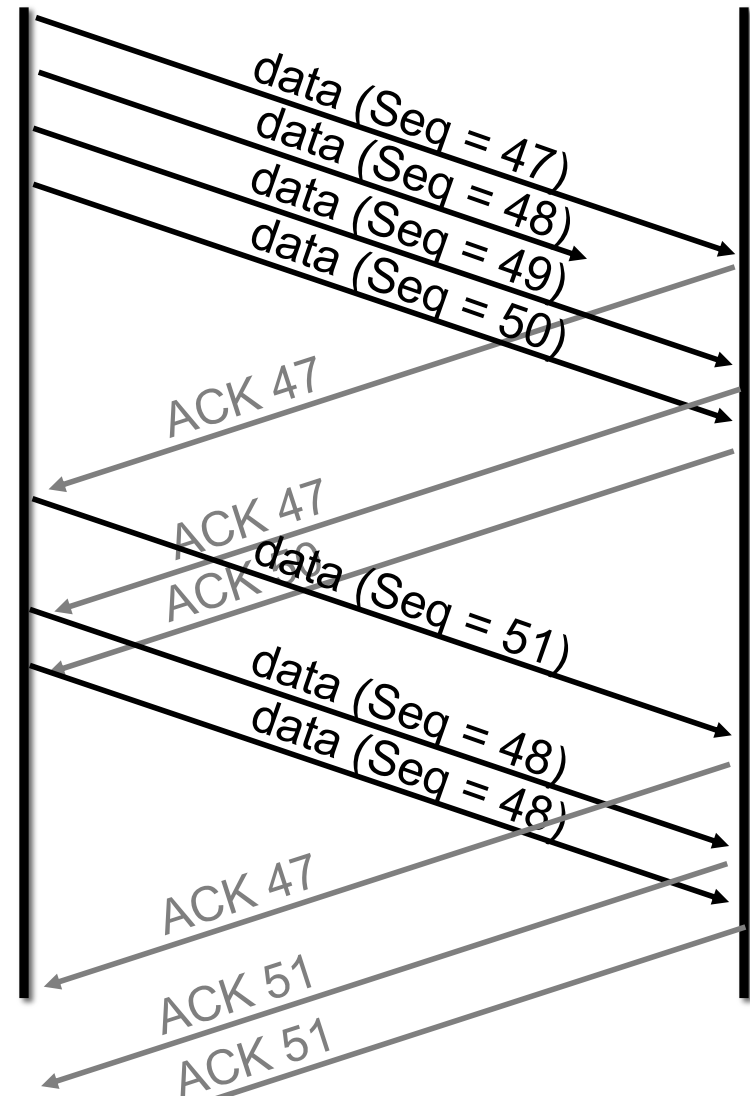 data (Seq = 47)
data (Seq = 48)
data (Seq = 49)
data (Seq = 50)
ACK 47
ACK 47
ACK
data (Seq = 51)
data (Seq = 48)
data (Seq = 48)
ACK 47
ACK 51
ACK 51